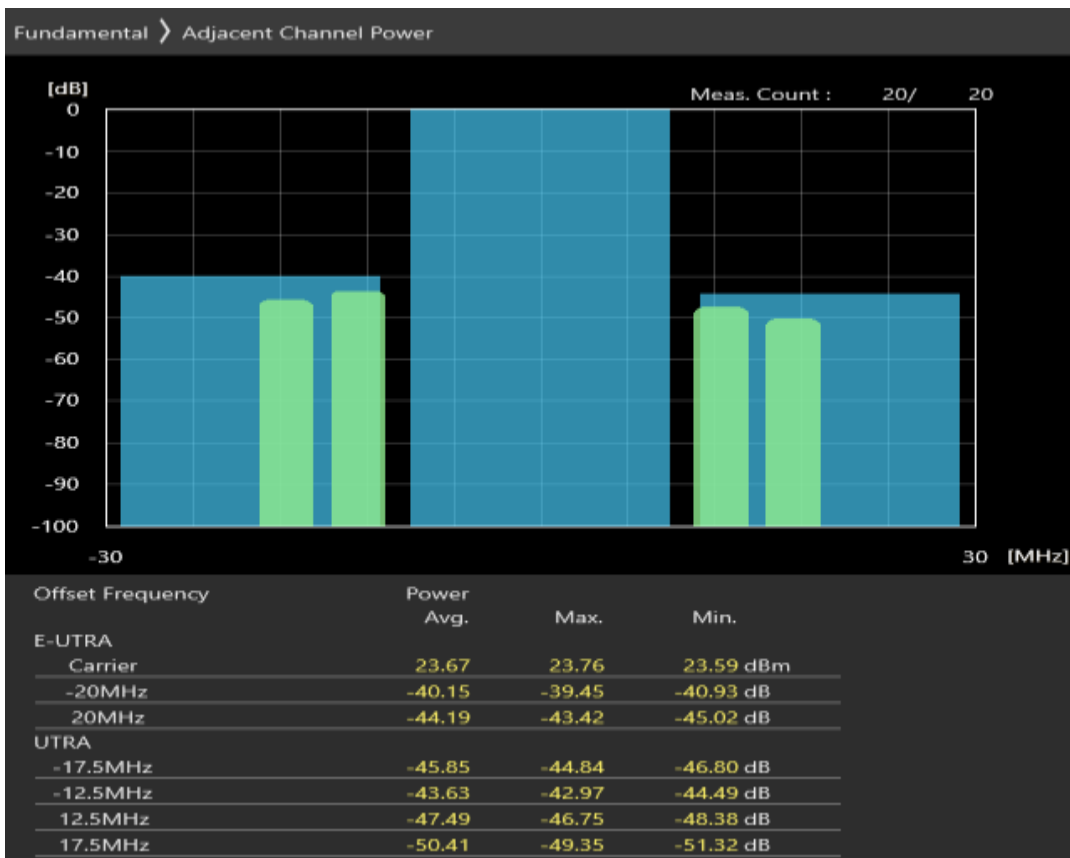 Fundamental 〉 Adjacent Channel Power
[dB]
Meas. Count : 20/ 20
0
-10
-20
-30
-40
-50
-60
-70
-80
-90
-100
-30 30 [MHz]
Offset Frequency Power
Avg. Max. Min.
E-UTRA
Carrier 23.67 23.76 23.59 dBm
-20MHz -40.15 -39.45 -40.93 dB
20MHz -44.19 -43.42 -45.02 dB
UTRA
-17.5MHz -45.85 -44.84 -46.80 dB
-12.5MHz -43.63 -42.97 -44.49 dB
12.5MHz -47.49 -46.75 -48.38 dB
17.5MHz -50.41 -49.35 -51.32 dB